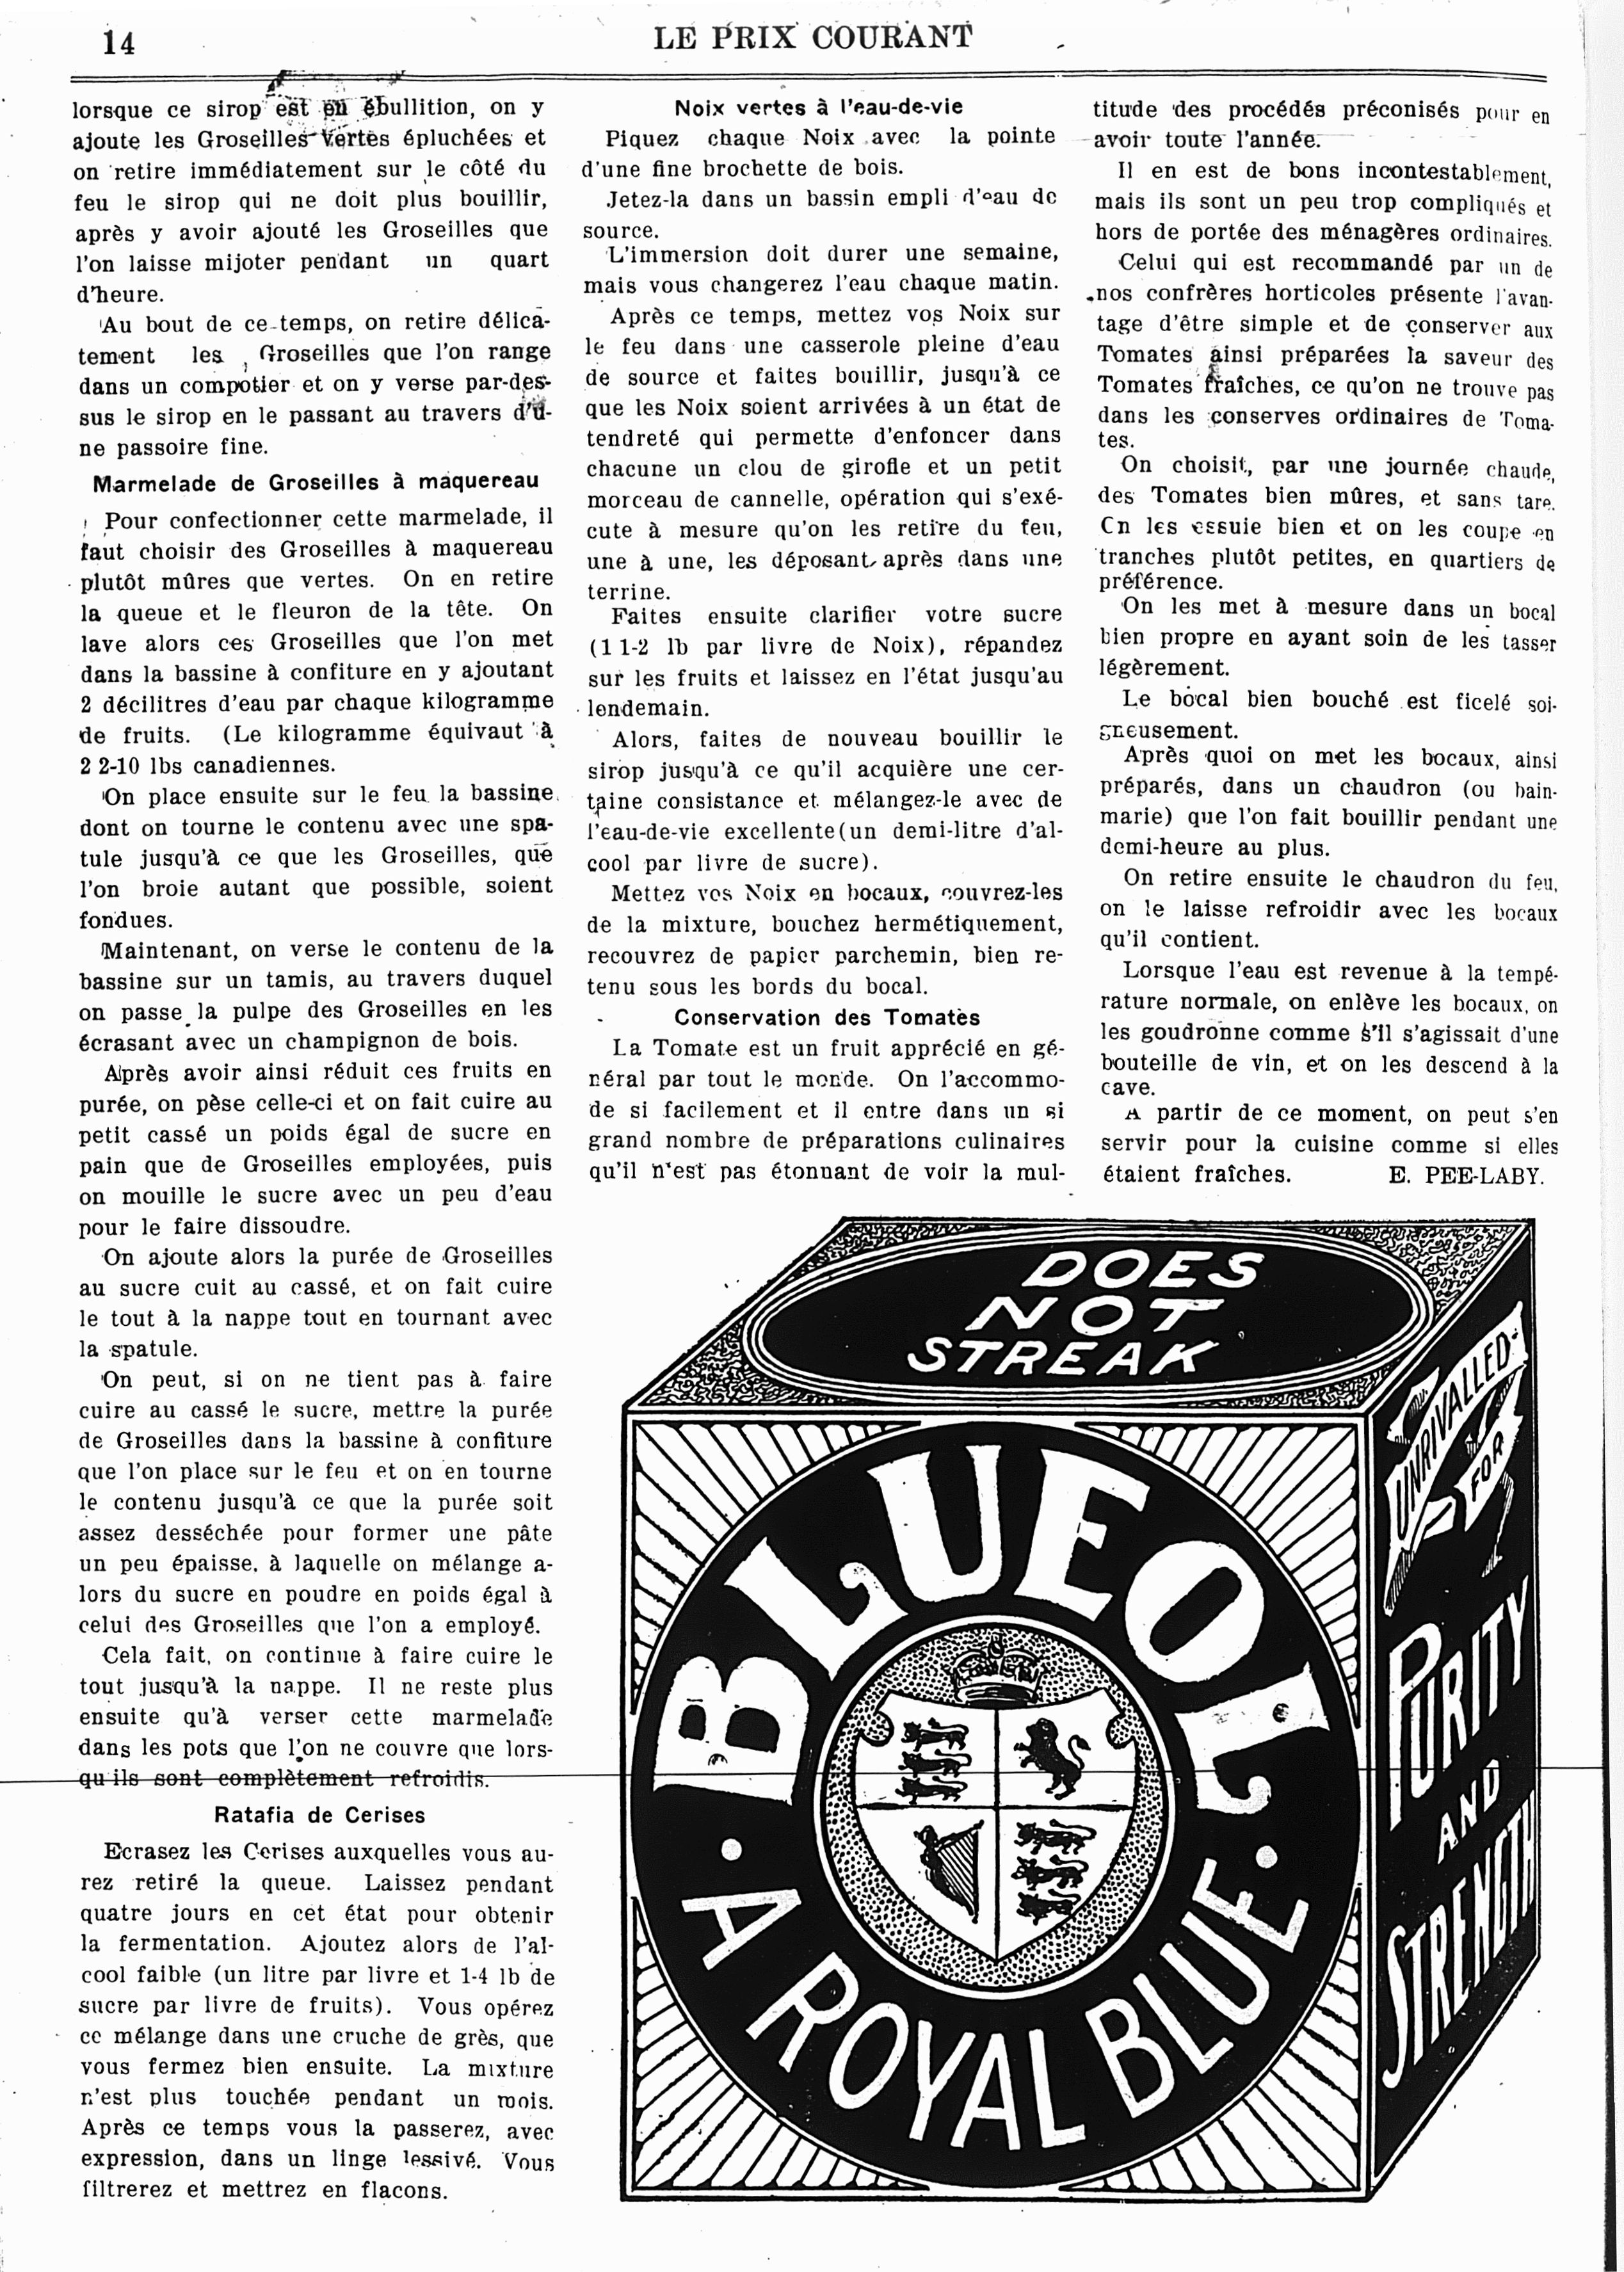 14
LE PRIX COURANT
lorsque ce sirop est en ébullition, on y
ajoute les Groseilles Vertes épluchées et
on retire immédiatement sur le côté du
feu le sirop qui ne doit plus bouillir,
après y avoir ajouté les Groseilles que
l'on laisse mijoter pendant un quart
d'heure.
Au bout de ce temps, on retire délica-
tement les Groseilles que l'on range
dans un compotier et on y verse par-des-
sus le sirop en le passant au travers d'u-
ne passoire fine.
Marmelade de Groseilles à maquereau
Pour confectionner cette marmelade, il
faut choisir des Groseilles à maquereau
plutôt mûres que vertes. On en retire
la queue et le fleuron de la tête. On
lave alors ces Groseilles que l'on met
dans la bassine à confiture en y ajoutant
2 décilitres d'eau par chaque kilogramme
de fruits. (Le kilogramme équivaut à
2 2-10 lbs canadiennes.
On place ensuite sur le feu la bassine
dont on tourne le contenu avec une spa-
tule jusqu'à ce que les Groseilles, que
l'on broie autant que possible, soient
fondues.
Maintenant, on verse le contenu de la
bassine sur un tamis, au travers duquel
on passe la pulpe des Groseilles en les
écrasant avec un champignon de bois.
Après avoir ainsi réduit ces fruits en
purée, on pèse celle-ci et on fait cuire au
petit cassé un poids égal de sucre en
pain que de Groseilles employées, puis
on mouille le sucre avec un peu d'eau
pour le faire dissoudre.
On ajoute alors la purée de Groseilles
au sucre cuit au cassé, et on fait cuire
le tout à la nappe tout en tournant avec
la spatule.
On peut, si on ne tient pas à faire
cuire au cassé le sucre, mettre la purée
de Groseilles dans la bassine à confiture
que l'on place sur le feu et on en tourne
le contenu jusqu'à ce que la purée soit
assez desséchée pour former une pâte
un peu épaisse, à laquelle on mélange a-
lors du sucre en poudre en poids égal à
celui des Groseilles que l'on a employé.
Cela fait, on continue à faire cuire le
tout jusqu'à la nappe. Il ne reste plus
ensuite qu'à verser cette marmelade
dans les pots que l'on ne couvre que lors-
qu'ils sont complètement refroidis.
Ratafia de Cerises
Ecrasez les Cerises auxquelles vous au-
rez retiré la queue. Laissez pendant
quatre jours en cet état pour obtenir
la fermentation. Ajoutez alors de l'al-
cool faible (un litre par livre et 1-4 lb de
sucre par livre de fruits). Vous opérez
ce mélange dans une cruche de grès, que
vous fermez bien ensuite. La mixture
n'est plus touchée pendant un mois.
Après ce temps vous la passerez, avec
expression, dans un linge lessivé. Vous
filtrerez et mettrez en flacons.
Noix vertes à l'eau-de-vie
Piquez chaque Noix avec la pointe
d'une fine brochette de bois.
Jetez-la dans un bassin empli d'eau de
source.
L'immersion doit durer une semaine,
mais vous changerez l'eau chaque matin.
Après ce temps, mettez vos Noix sur
le feu dans une casserole pleine d'eau
de source et faites bouillir, jusqu'à ce
que les Noix soient arrivées à un état de
tendreté qui permette d'enfoncer dans
chacune un clou de girofle et un petit
morceau de cannelle, opération qui s'exé-
cute à mesure qu'on les retire du feu,
une à une, les déposant après dans une
terrine.
Faites ensuite clarifier votre sucre
(1 1-2 lb par livre de Noix), répandez
sur les fruits et laissez en l'état jusqu'au
lendemain.
Alors, faites de nouveau bouillir le
sirop jusqu'à ce qu'il acquière une cer-
taine consistance et mélangez-le avec de
l'eau-de-vie excellente (un demi-litre d'al-
cool par livre de sucre).
Mettez vos Noix en bocaux, couvrez-les
de la mixture, bouchez hermétiquement,
recouvrez de papier parchemin, bien re-
tenu sous les bords du bocal.
Conservation des Tomates
La Tomate est un fruit apprécié en gé-
néral par tout le monde. On l'accommo-
de si facilement et il entre dans un si
grand nombre de préparations culinaires
qu'il n'est pas étonnant de voir la mul-
titude des procédés préconisés pour en
avoir toute l'année.
Il en est de bons incontestablement,
mais ils sont un peu trop compliqués et
hors de portée des ménagères ordinaires.
Celui qui est recommandé par un de
nos confrères horticoles présente l'avan-
tage d'être simple et de conserver aux
Tomates ainsi préparées la saveur des
Tomates fraîches, ce qu'on ne trouve pas
dans les conserves ordinaires de Toma-
tes.
On choisit, par une journée chaude,
des Tomates bien mûres, et sans tare.
On les essuie bien et on les coupe en
tranches plutôt petites, en quartiers de
préférence.
On les met à mesure dans un bocal
bien propre en ayant soin de les tasser
légèrement.
Le bocal bien bouché est ficelé soi-
gneusement.
Après quoi on met les bocaux, ainsi
préparés, dans un chaudron (ou bain-
marie) que l'on fait bouillir pendant une
demi-heure au plus.
On retire ensuite le chaudron du feu,
on le laisse refroidir avec les bocaux
qu'il contient.
Lorsque l'eau est revenue à la tempé-
rature normale, on enlève les bocaux, on
les goudronne comme s'il s'agissait d'une
bouteille de vin, et on les descend à la
cave.
A partir de ce moment, on peut s'en
servir pour la cuisine comme si elles
étaient fraîches. E. PEE-LABY.
DOES
NOT
STREAK
BLUEOL
A ROYAL BLUE
UNRIVALLED
FOR
PURITY
AND
STRENGTH